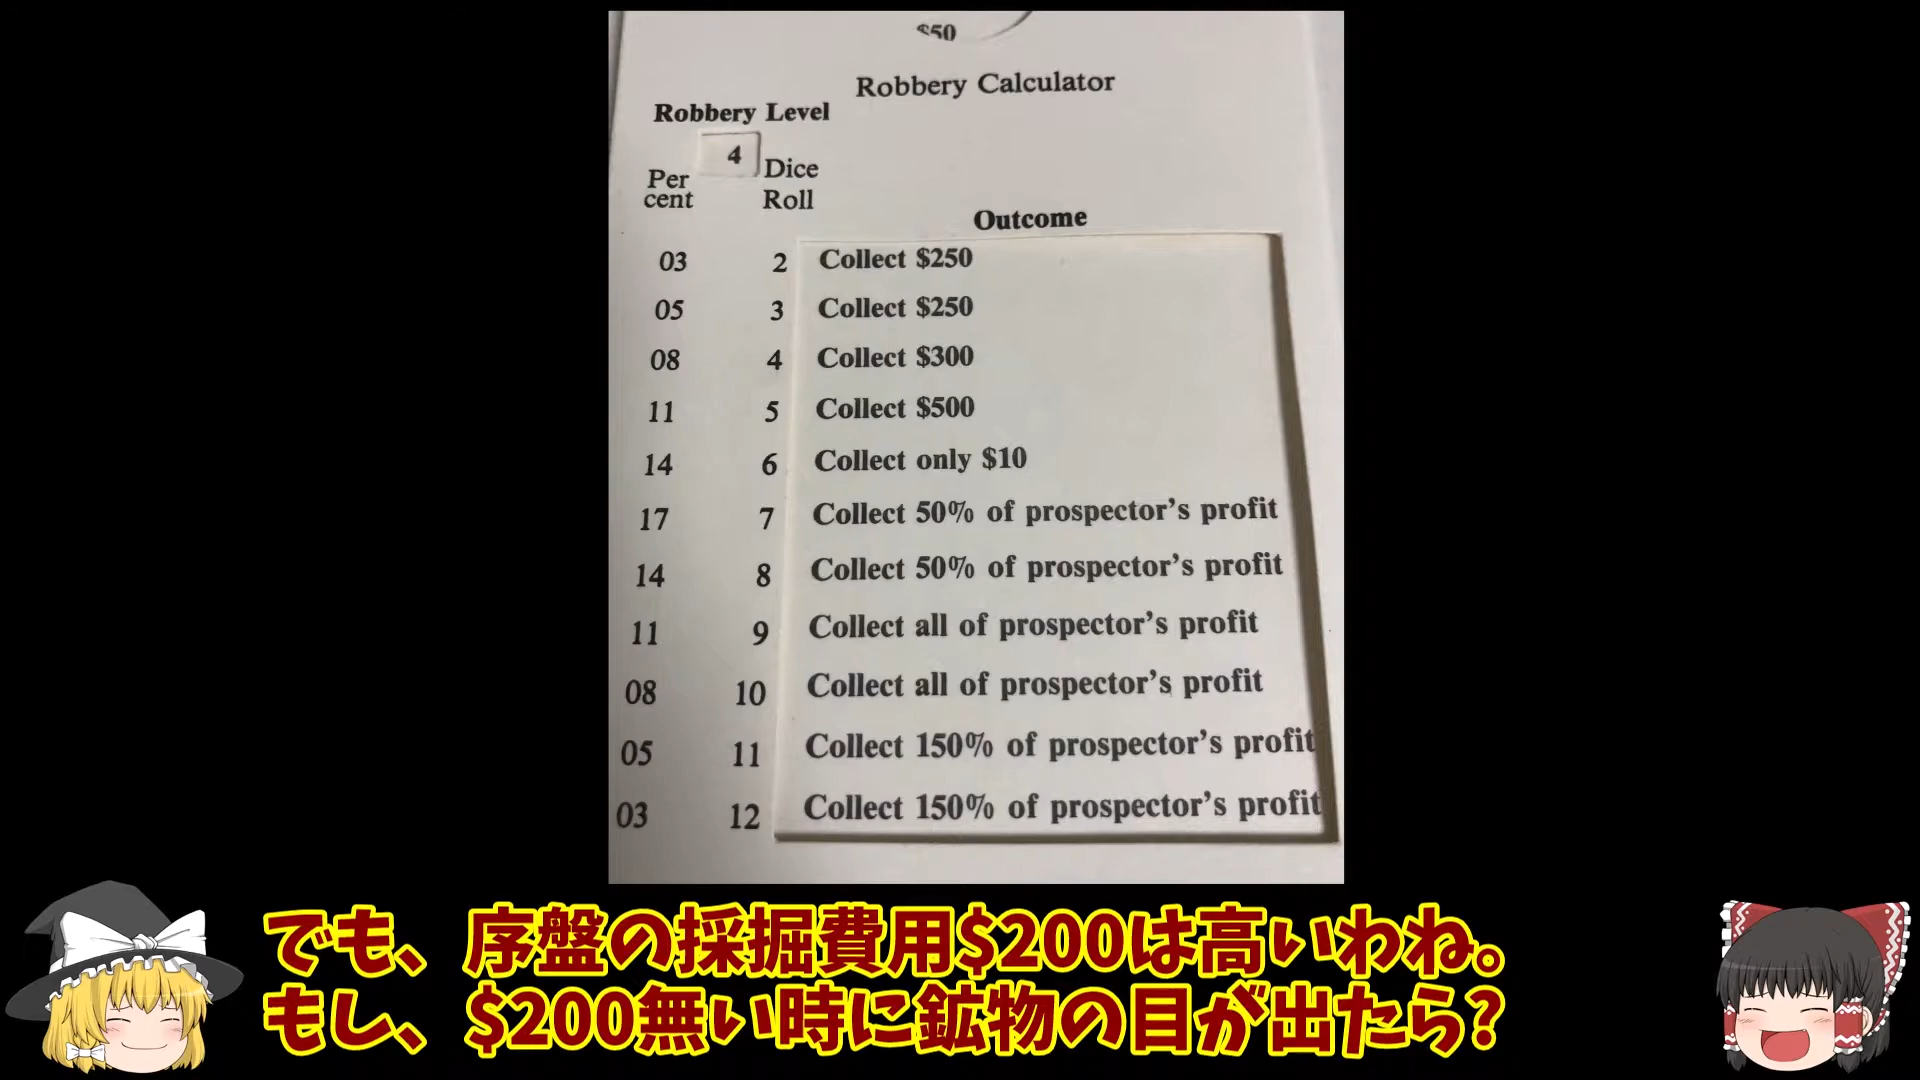 $50
Robbery Calculator
Robbery Level
4
Per cent
Dice Roll
Outcome
03 2 Collect $250
05 3 Collect $250
08 4 Collect $300
11 5 Collect $500
14 6 Collect only $10
17 7 Collect 50% of prospector's profit
14 8 Collect 50% of prospector's profit
11 9 Collect all of prospector's profit
08 10 Collect all of prospector's profit
05 11 Collect 150% of prospector's profit
03 12 Collect 150% of prospector's profit
でも、序盤の採掘費用$200は高いわね。
もし、$200無い時に鉱物の目が出たら?